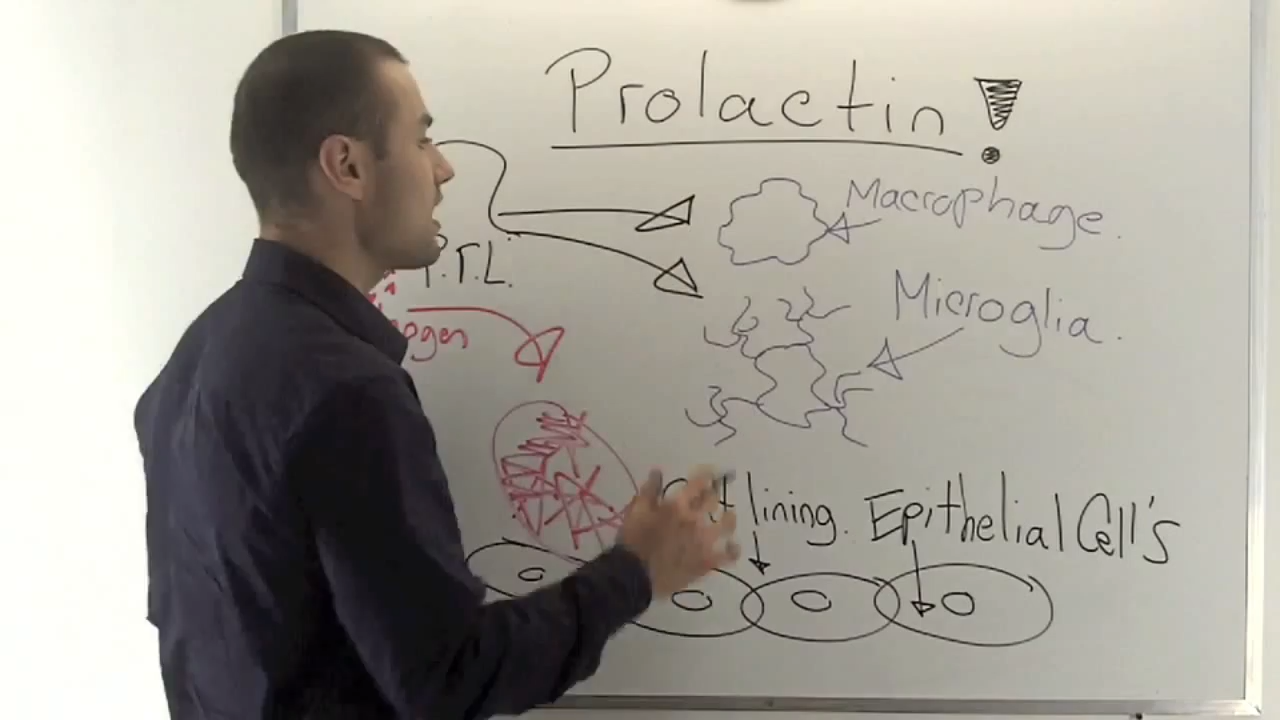 Prolactin!
Macrophage.
P.T.L.
Microglia.
lining. Epithelial Cell's